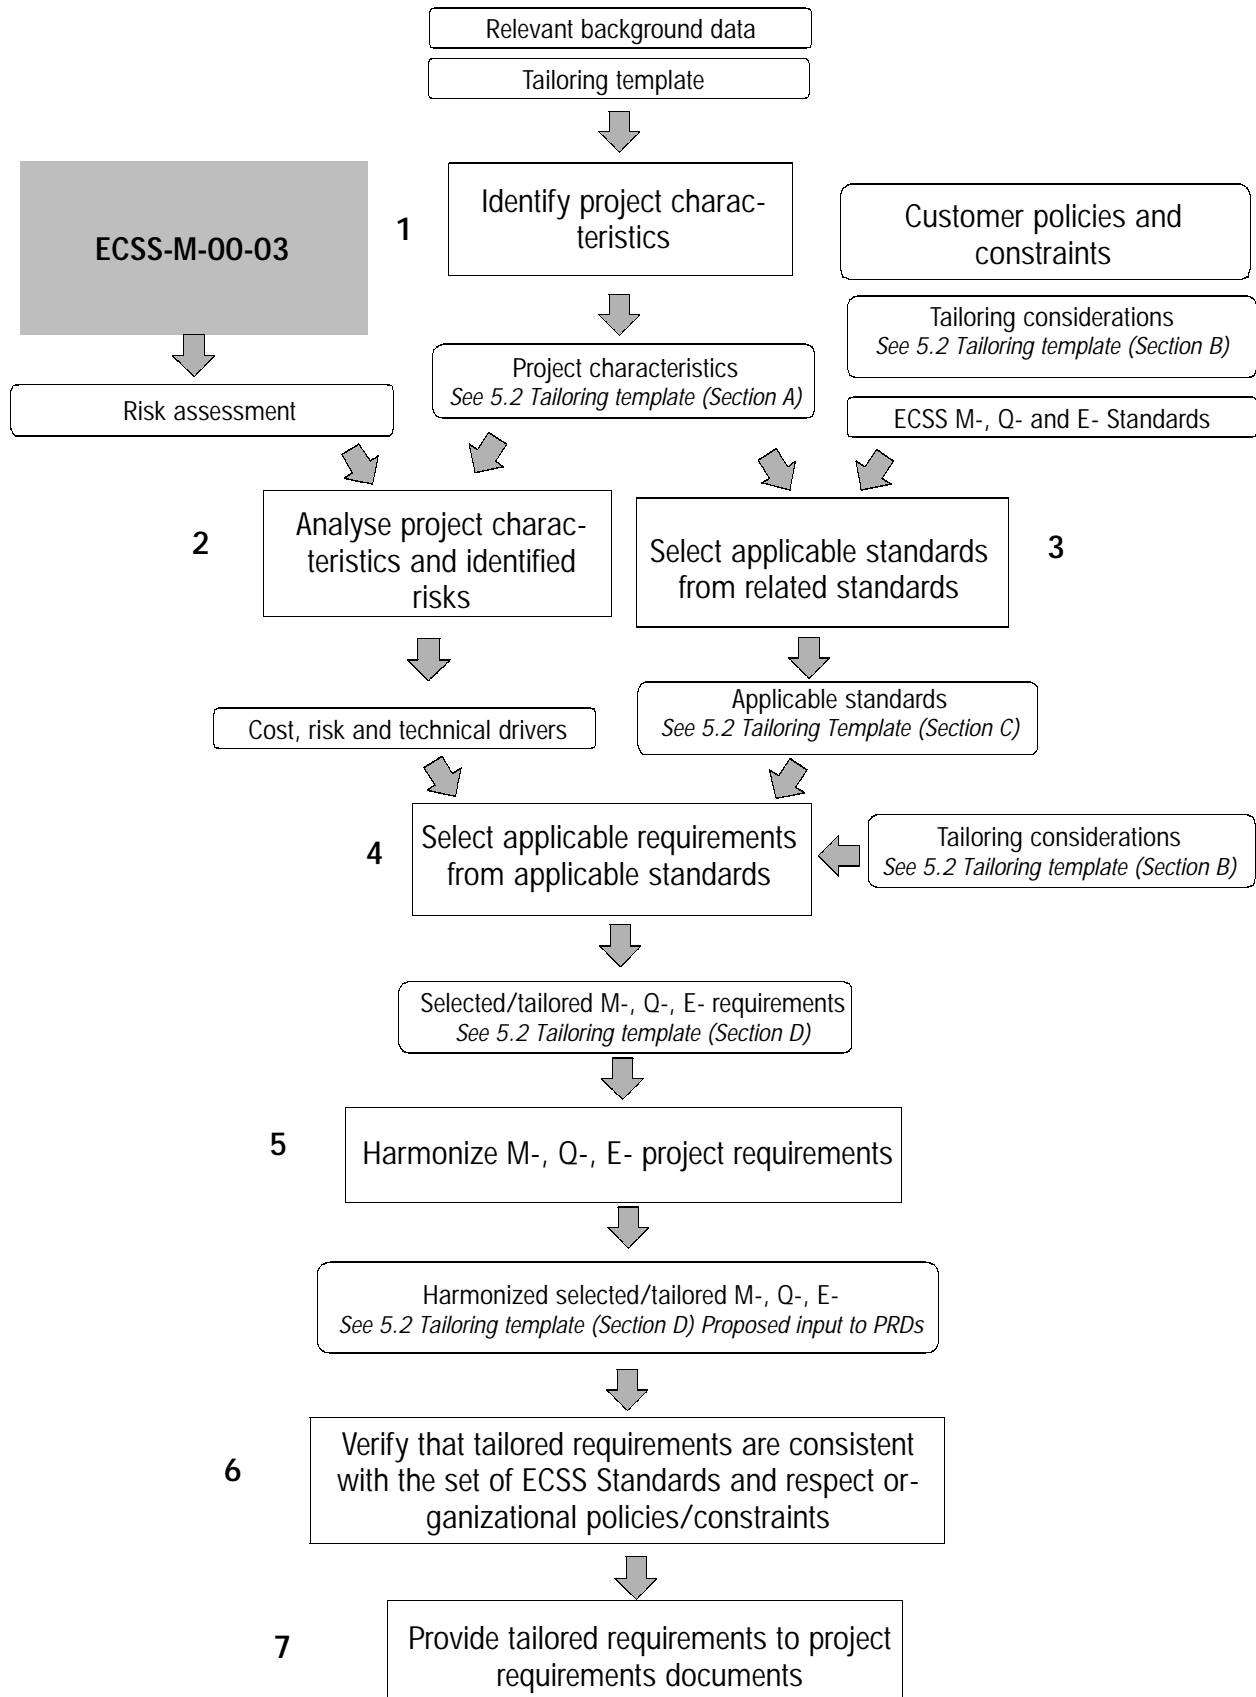 Relevant background data
Tailoring template
1
Identify project charac-
teristics
ECSS-M-00-03
Customer policies and
constraints
Tailoring considerations
See 5.2 Tailoring template (Section B)
Project characteristics
See 5.2 Tailoring template (Section A)
Risk assessment
ECSS M-, Q- and E- Standards
2
Analyse project charac-
teristics and identified
risks
Select applicable standards
from related standards
3
Cost, risk and technical drivers
Applicable standards
See 5.2 Tailoring Template (Section C)
4
Select applicable requirements
from applicable standards
Tailoring considerations
See 5.2 Tailoring template (Section B)
Selected/tailored M-, Q-, E- requirements
See 5.2 Tailoring template (Section D)
5
Harmonize M-, Q-, E- project requirements
Harmonized selected/tailored M-, Q-, E-
See 5.2 Tailoring template (Section D) Proposed input to PRDs
6
Verify that tailored requirements are consistent
with the set of ECSS Standards and respect or-
ganizational policies/constraints
7
Provide tailored requirements to project
requirements documents